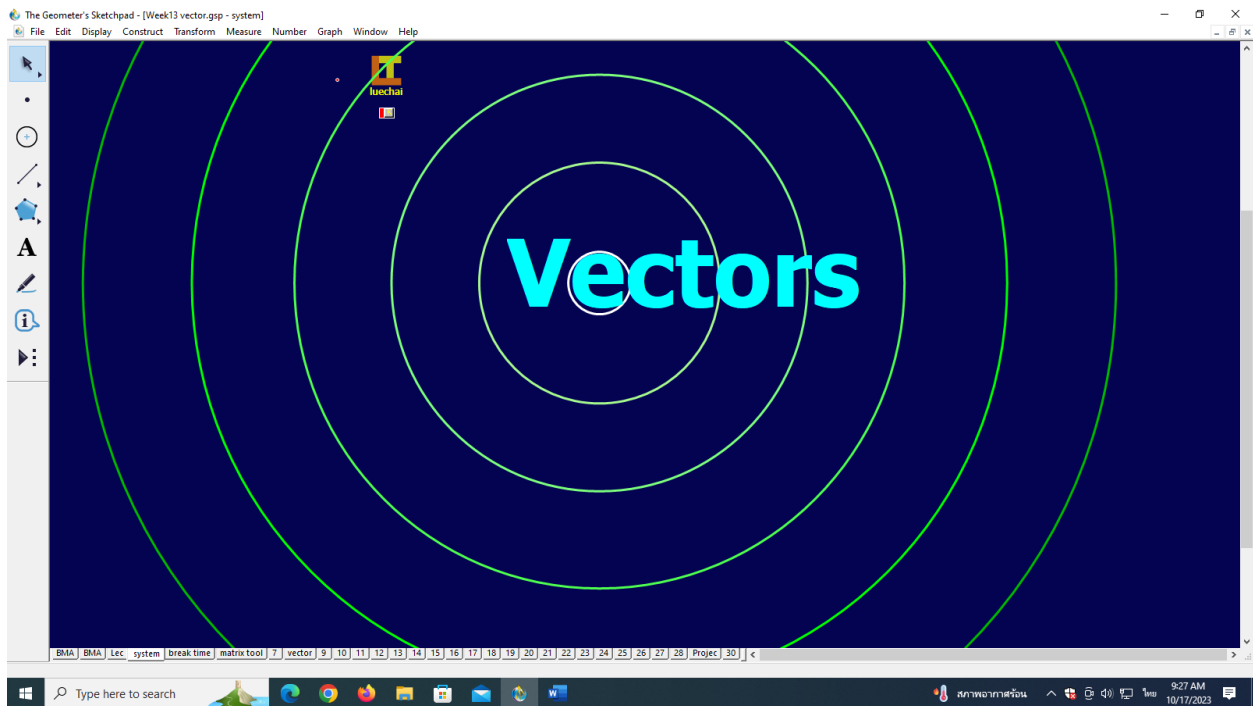 The Geometer's Sketchpad - [Week13 vector.gsp - system]
File Edit Display Construct Transform Measure Number Graph Window Help
luechai
Vectors
A
i
BMA BMA Lec system break time matrix tool 7 vector 9 10 11 12 13 14 15 16 17 18 19 20 21 22 23 24 25 30 26 27 28 Projec 30
Type here to search
สภาพอากาศร้อน
ไทย
9:27 AM
10/17/2023